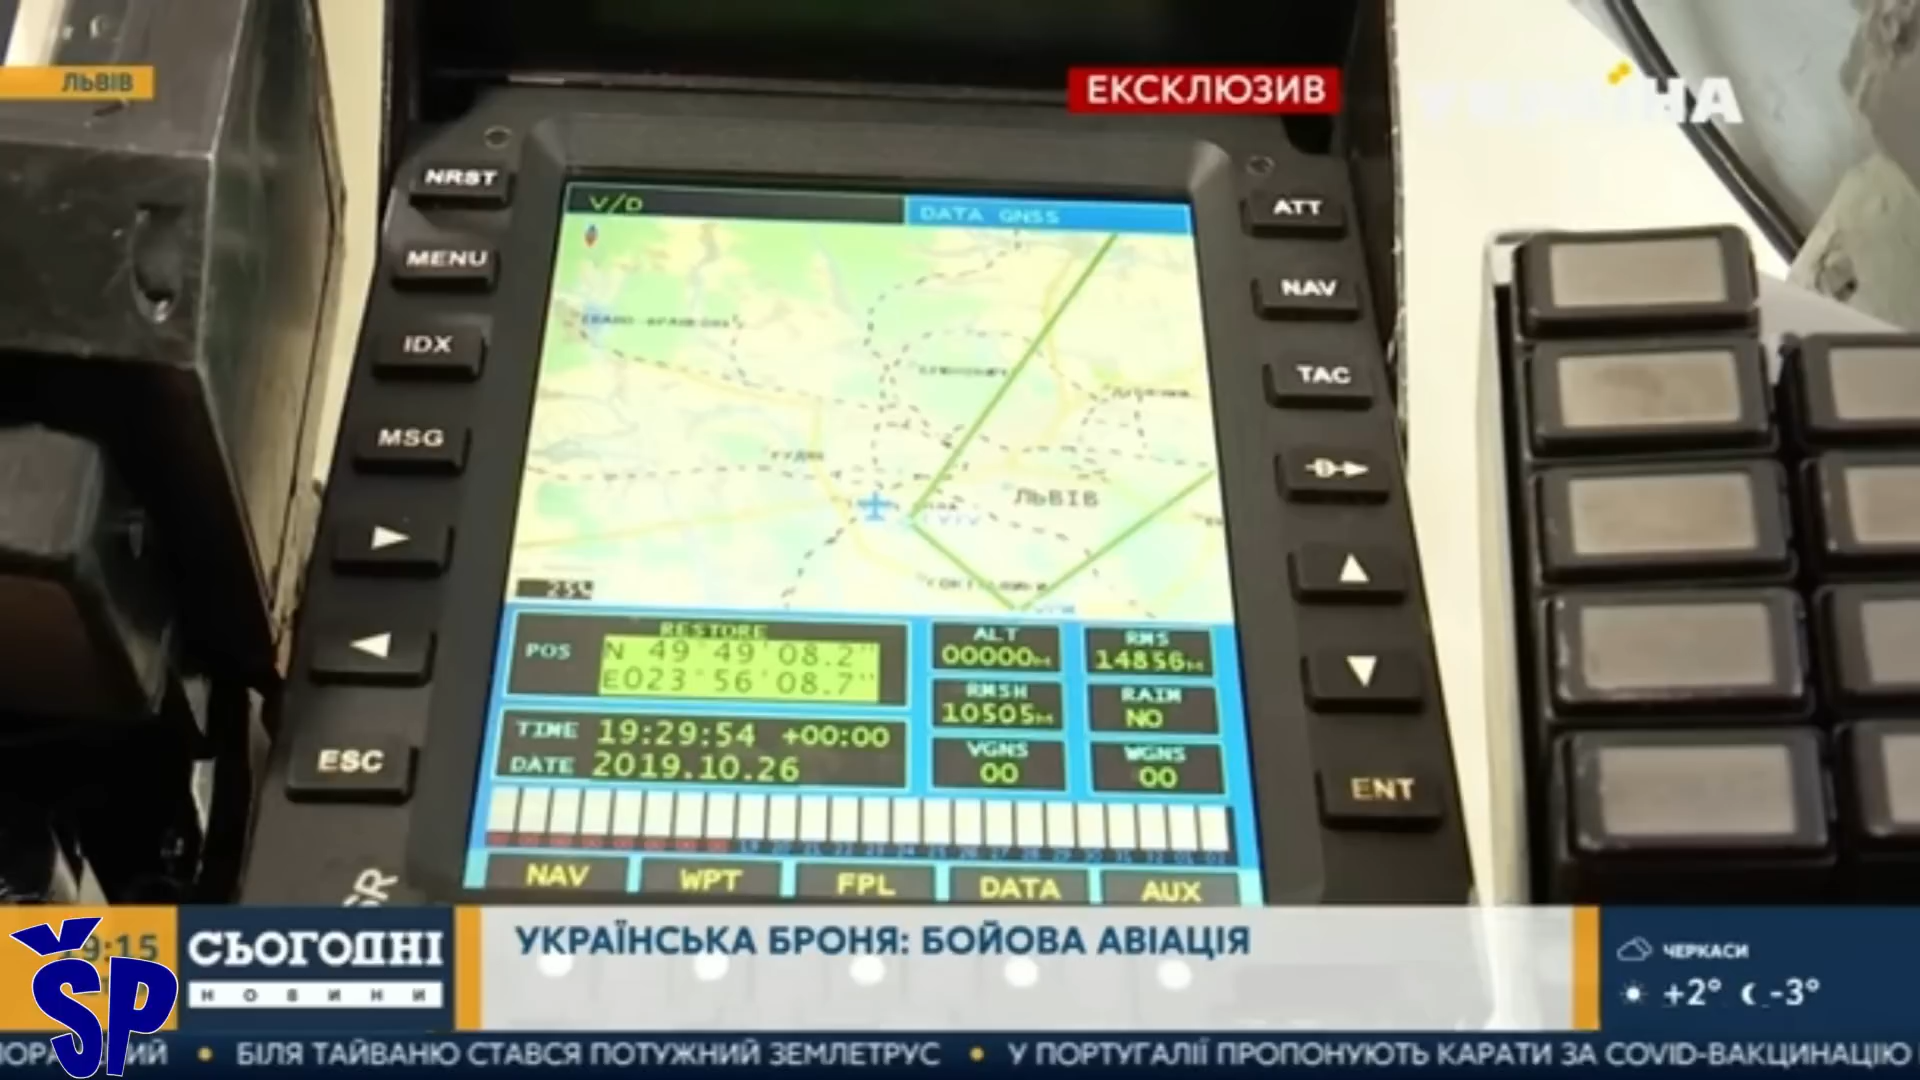 ЛЬВІВ
ЕКСКЛЮЗИВ
NRST
MENU
IDX
MSG
ESC
V/D
DATA GNSS
ATT
NAV
TAC
ENT
ЛЬВІВ
POS
RESTORE
N 49°49'08.2"
E023°56'08.7"
TIME 19:29:54 +00:00
DATE 2019.10.26
ALT
00000м
RMS
14856м
RMSH
10505м
RAIM
NO
VGNS
00
WGNS
00
NAV WPT FPL DATA AUX
ŠP
СЬОГОДНІ
НОВИНИ
УКРАЇНСЬКА БРОНЯ: БОЙОВА АВІАЦІЯ
ЧЕРКАСИ
+2° -3°
БІЛЯ ТАЙВАНЮ СТАВСЯ ПОТУЖНИЙ ЗЕМЛЕТРУС • У ПОРТУГАЛІЇ ПРОПОНУЮТЬ КАРАТИ ЗА COVID-ВАКЦИНАЦІЮ